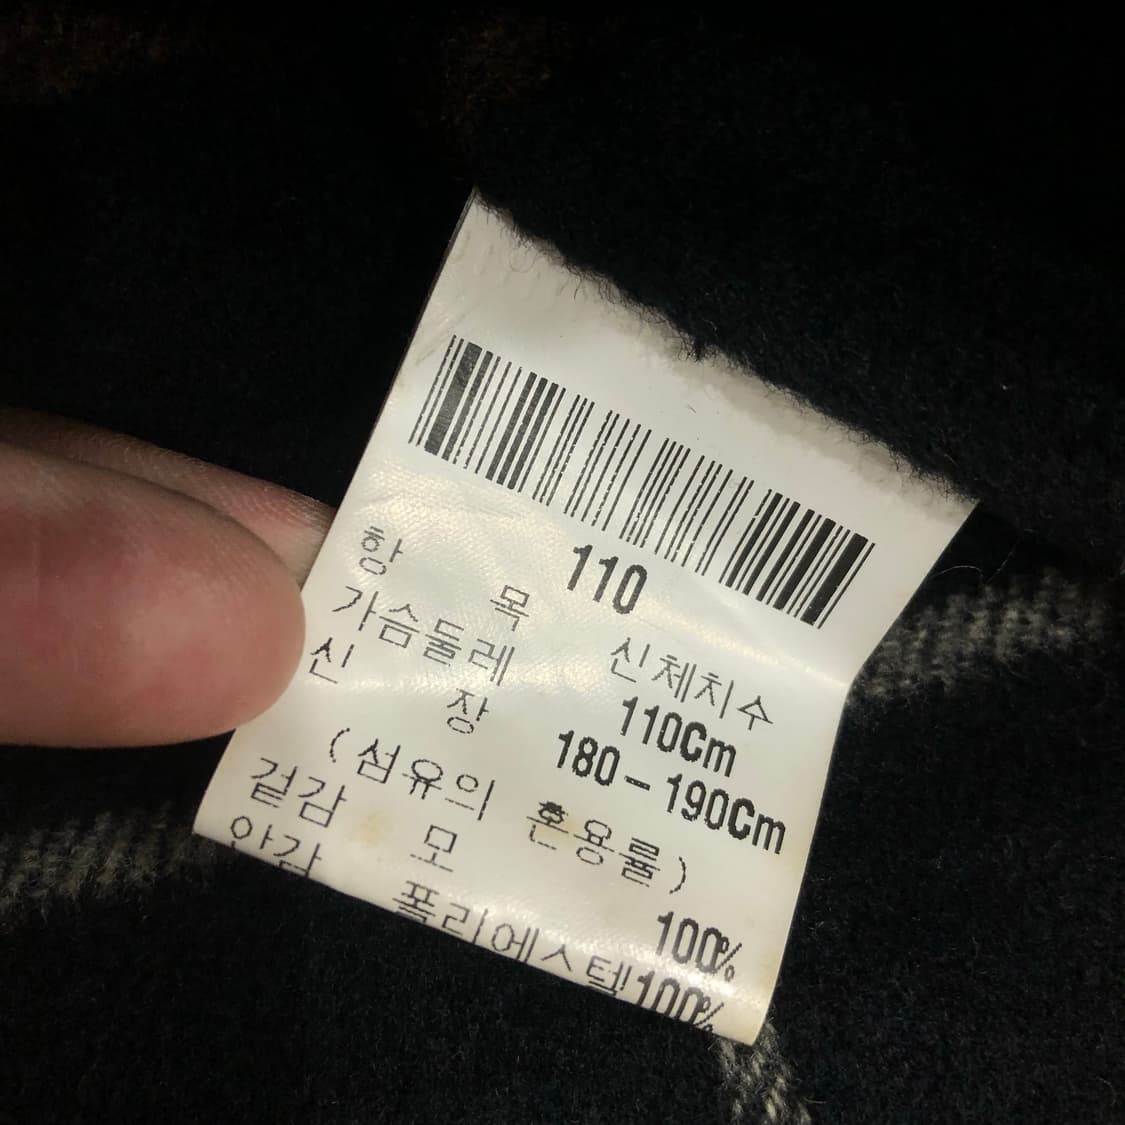 110
항 목 신체치수
가슴둘레 110Cm
신 장 180-190Cm
(섬유의 혼용률)
겉감 모 100%
안감 폴리에스텔100%